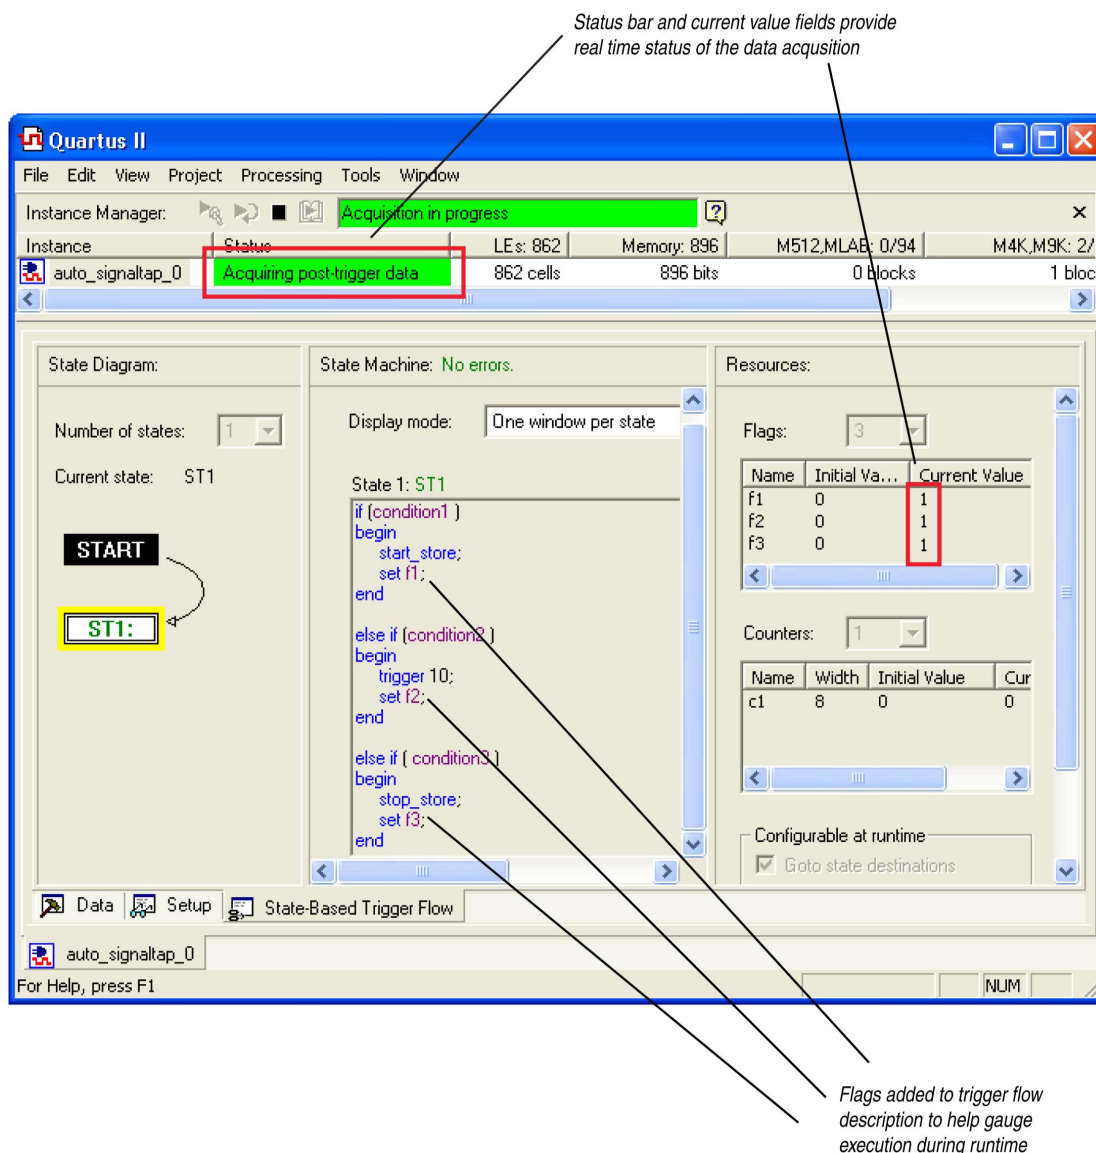 Status bar and current value fields provide
real time status of the data acqusition
Quartus II
File Edit View Project Processing Tools Window
Instance Manager: Acquisition in progress
Instance Status LEs: 862 Memory: 896 M512,MLAB: 0/94 M4K,M9K: 2/
auto_signaltap_0 Acquiring post-trigger data 862 cells 896 bits 0 blocks 1 bloc
State Diagram: State Machine: No errors. Resources:
Number of states: 1
Current state: ST1
START
ST1:
Display mode: One window per state
State 1: ST1
if (condition1 )
begin
start_store;
set f1;
end
else if (condition2 )
begin
trigger 10;
set f2;
end
else if ( condition3 )
begin
stop_store;
set f3;
end
Flags: 3
Name Initial Va... Current Value
f1 0 1
f2 0 1
f3 0 1
Counters: 1
Name Width Initial Value Cur
c1 8 0 0
Configurable at runtime
Goto state destinations
Data Setup State-Based Trigger Flow
auto_signaltap_0
For Help, press F1 NUM
Flags added to trigger flow
description to help gauge
execution during runtime